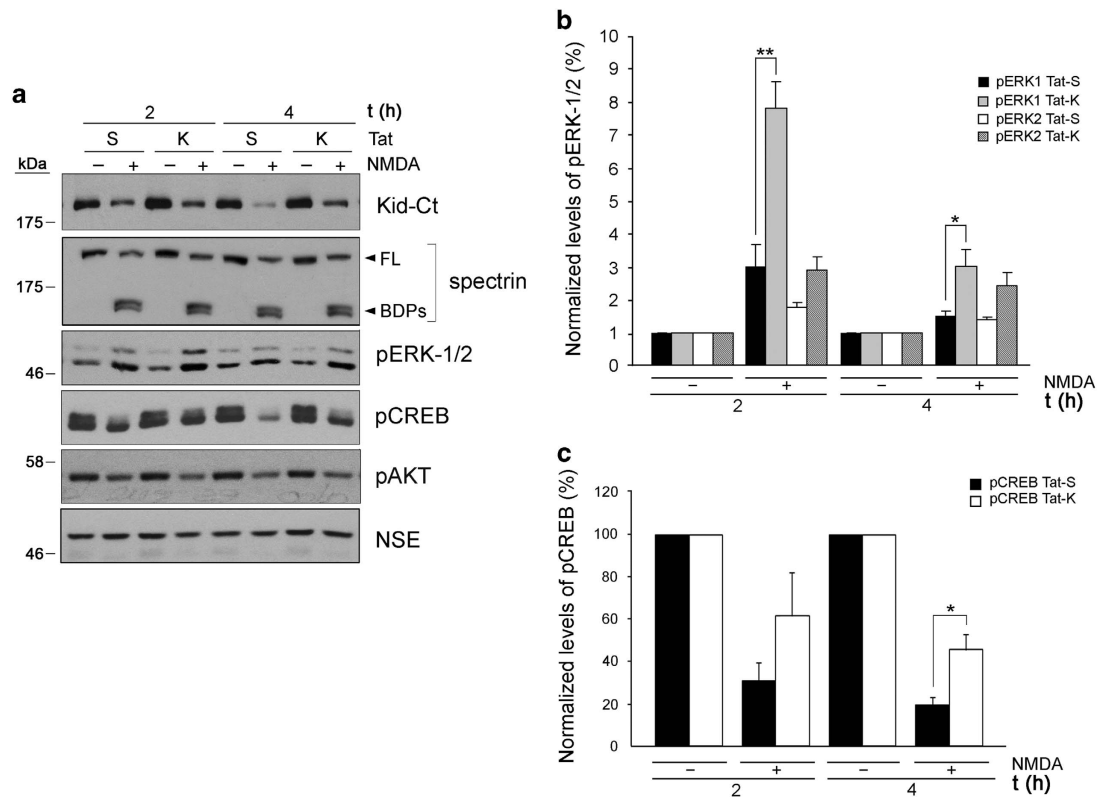 a
2 4 t (h)
S K S K Tat
kDa – + – + – + – + NMDA
175 – Kid-Ct
175 – FL
BDPs
spectrin
46 – pERK-1/2
pCREB
58 – pAKT
46 – NSE
b
Normalized levels of pERK-1/2 (%)
10
9
8
7
6
5
4
3
2
1
0
**
*
pERK1 Tat-S
pERK1 Tat-K
pERK2 Tat-S
pERK2 Tat-K
– + – + NMDA
2 4 t (h)
c
Normalized levels of pCREB (%)
120
100
80
60
40
20
0
*
pCREB Tat-S
pCREB Tat-K
– + – + NMDA
2 4 t (h)